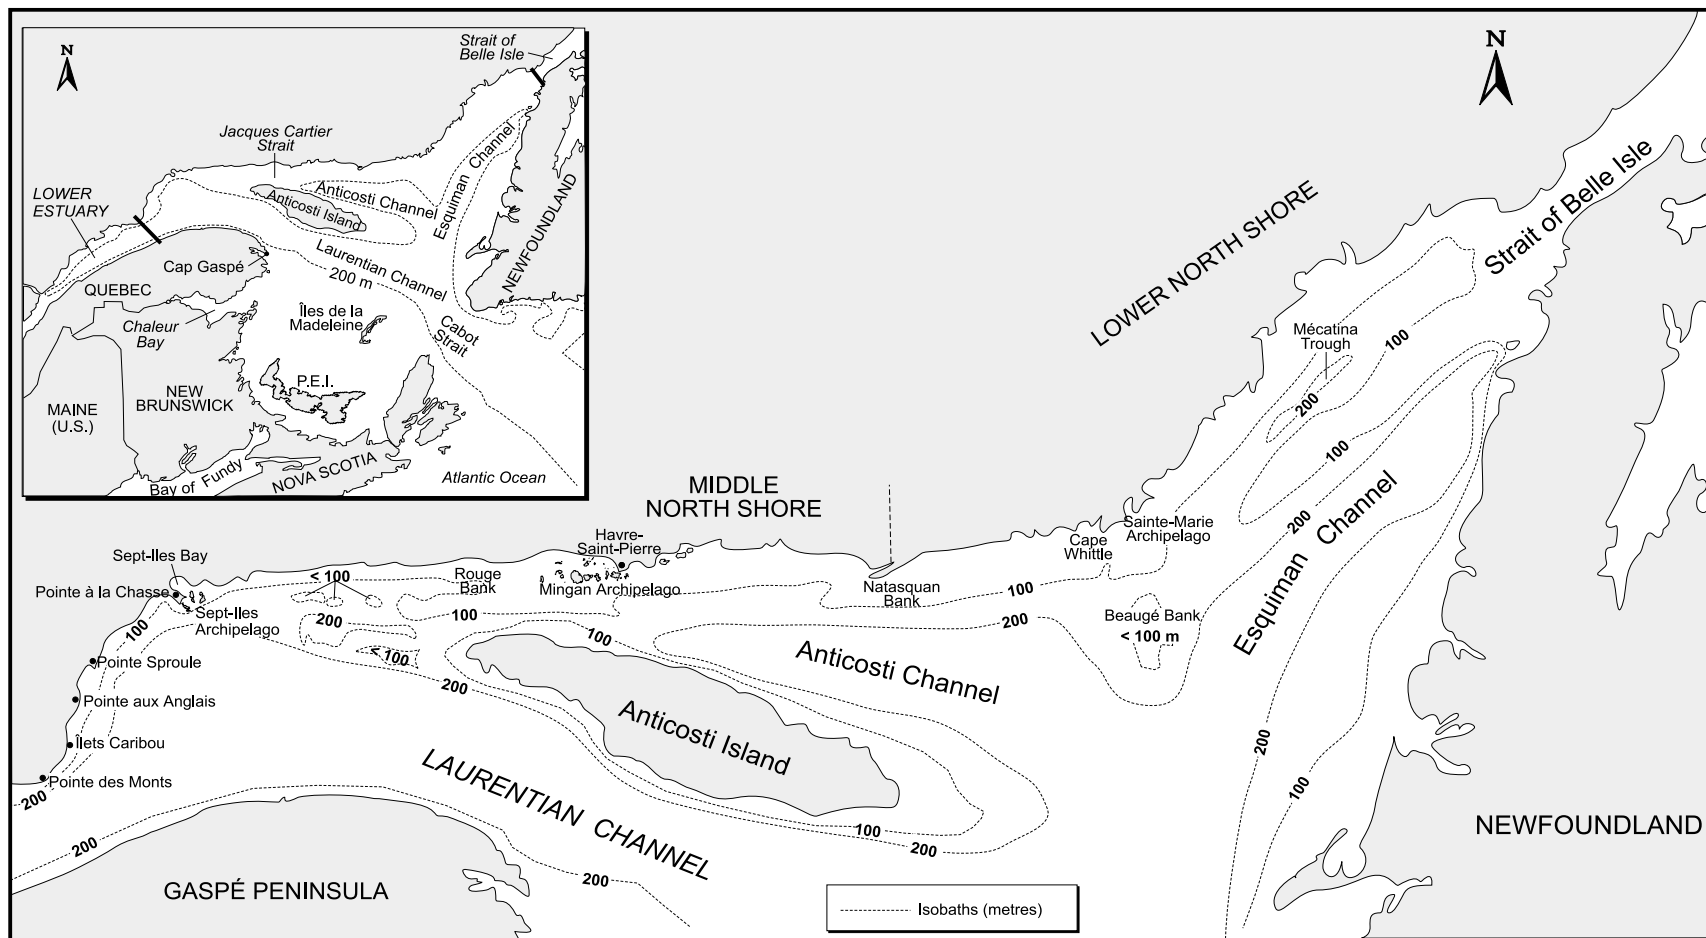 N
Strait of
Belle Isle
Jacques Cartier
Strait
LOWER
ESTUARY
Anticosti Channel
Anticosti Island
Esquiman Channel
NEWFOUNDLAND
Laurentian Channel
200 m
Cap Gaspé
QUEBEC
Chaleur
Bay
Îles de la
Madeleine
Cabot
Strait
P.E.I.
NEW
BRUNSWICK
MAINE
(U.S.)
Bay of Fundy
NOVA SCOTIA
Atlantic Ocean
N
Strait of Belle Isle
LOWER NORTH SHORE
Mécatina
Trough
100
200
100
200
Esquiman Channel
MIDDLE
NORTH SHORE
Sainte-Marie
Archipelago
Cape
Whittle
Havre-
Saint-Pierre
Mingan Archipelago
Natasquan
Bank
100
200
Beaugé Bank
< 100 m
Sept-Iles Bay
Pointe à la Chasse
Sept-Iles
Archipelago
< 100
Rouge
Bank
100
200
< 100
100
100
200
Anticosti Channel
Anticosti Island
Pointe Sproule
Pointe aux Anglais
Îlets Caribou
Pointe des Monts
200
200
LAURENTIAN CHANNEL
100
200
200
200
100
GASPÉ PENINSULA
NEWFOUNDLAND
Isobaths (metres)